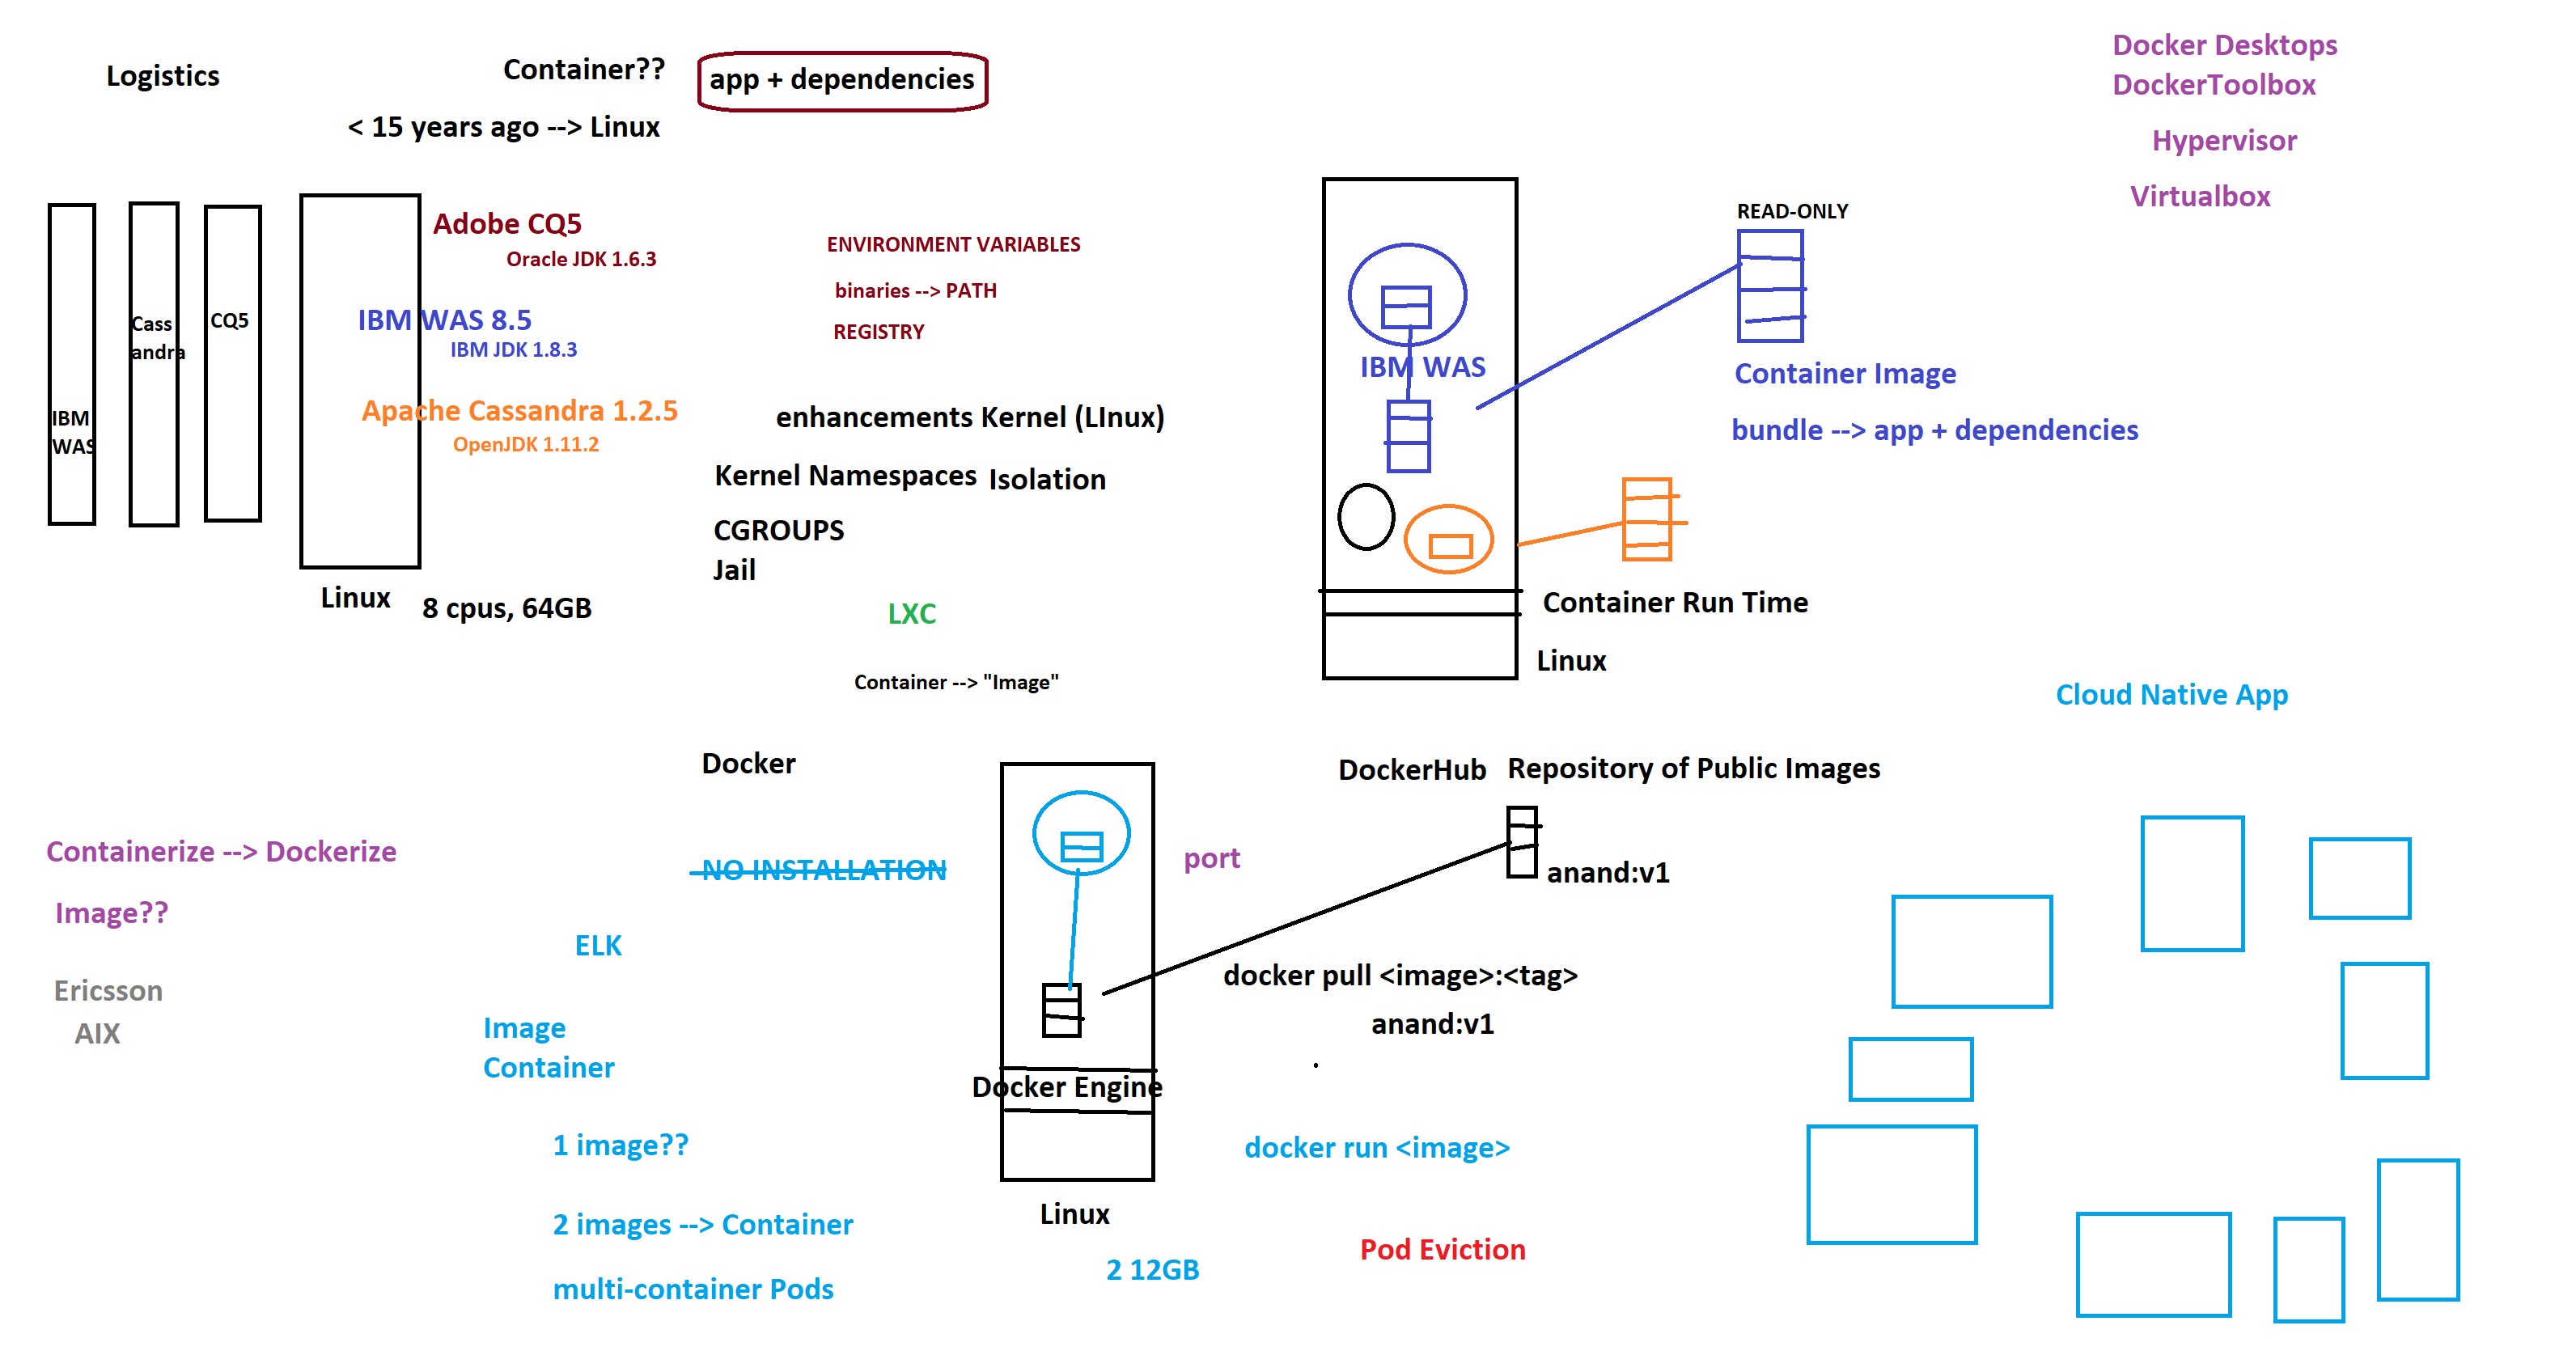 Logistics
Container??
app + dependencies
< 15 years ago --> Linux
Docker Desktops
DockerToolbox
Hypervisor
Virtualbox
IBM
WAS
Cass
andra
CQ5
Adobe CQ5
Oracle JDK 1.6.3
IBM WAS 8.5
IBM JDK 1.8.3
Apache Cassandra 1.2.5
OpenJDK 1.11.2
Linux
8 cpus, 64GB
ENVIRONMENT VARIABLES
binaries --> PATH
REGISTRY
enhancements Kernel (LInux)
Kernel Namespaces
Isolation
CGROUPS
Jail
LXC
Container --> "Image"
IBM WAS
READ-ONLY
Container Image
bundle --> app + dependencies
Container Run Time
Linux
Cloud Native App
Docker
NO INSTALLATION
DockerHub
Repository of Public Images
Containerize --> Dockerize
Image??
Ericsson
AIX
ELK
Image
Container
1 image??
2 images --> Container
multi-container Pods
port
anand:v1
docker pull <image>:<tag>
anand:v1
Docker Engine
docker run <image>
Linux
2 12GB
Pod Eviction